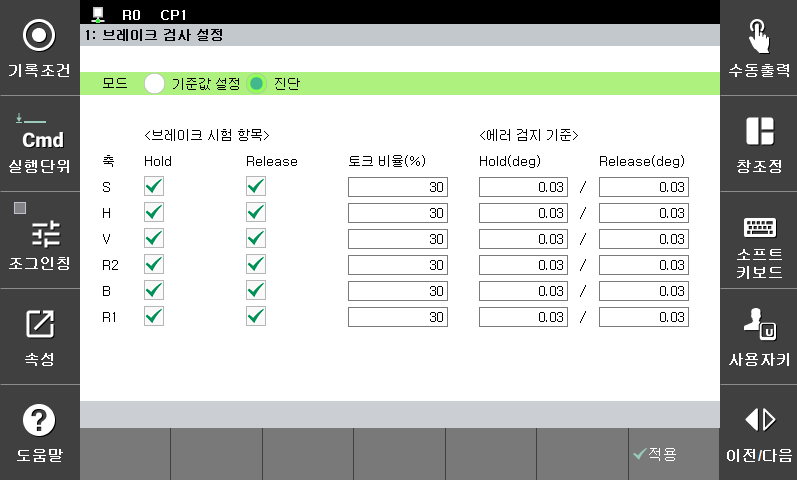 R0 CP1
1: 브레이크 검사 설정
모드 기준값 설정 진단
<브레이크 시험 항목> <에러 검지 기준>
축 Hold Release 토크 비율(%) Hold(deg) Release(deg)
S 30 0.03 / 0.03
H 30 0.03 / 0.03
V 30 0.03 / 0.03
R2 30 0.03 / 0.03
B 30 0.03 / 0.03
R1 30 0.03 / 0.03
적용
기록조건
Cmd
실행단위
조그인칭
속성
?
도움말
수동출력
창조정
소프트
키보드
U
사용자키
이전/다음